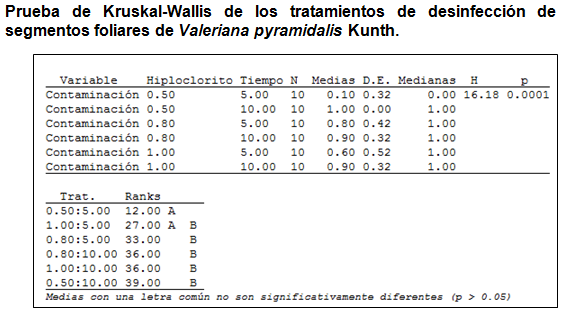 Prueba de Kruskal-Wallis de los tratamientos de desinfección de
segmentos foliares de Valeriana pyramidalis Kunth.
Variable Hiploclorito Tiempo N Medias D.E. Medianas H p
Contaminación 0.50 5.00 10 0.10 0.32 0.00 16.18 0.0001
Contaminación 0.50 10.00 10 1.00 0.00 1.00
Contaminación 0.80 5.00 10 0.80 0.42 1.00
Contaminación 0.80 10.00 10 0.90 0.32 1.00
Contaminación 1.00 5.00 10 0.60 0.52 1.00
Contaminación 1.00 10.00 10 0.90 0.32 1.00
Trat. Ranks
0.50:5.00 12.00 A
1.00:5.00 27.00 A B
0.80:5.00 33.00 B
0.80:10.00 36.00 B
1.00:10.00 36.00 B
0.50:10.00 39.00 B
Medias con una letra común no son significativamente diferentes (p > 0.05)